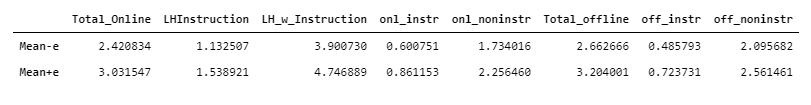 Total_Online LHInstruction LH_w_Instruction onl_instr onl_noninstr Total_offline off_instr off_noninstr
Mean-e 2.420834 1.132507 3.900730 0.600751 1.734016 2.662666 0.485793 2.095682
Mean+e 3.031547 1.538921 4.746889 0.861153 2.256460 3.204001 0.723731 2.561461